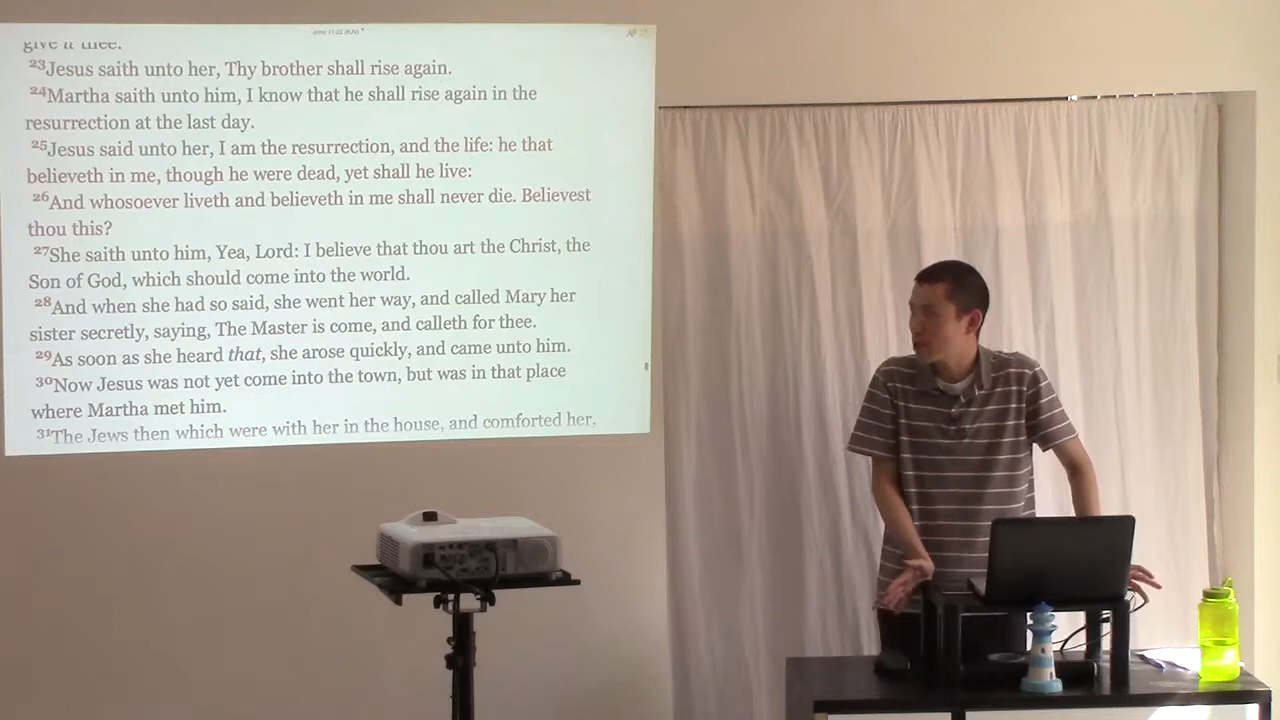 John 11:22 (KJV)
give it thee.
23Jesus saith unto her, Thy brother shall rise again.
24Martha saith unto him, I know that he shall rise again in the
resurrection at the last day.
25Jesus said unto her, I am the resurrection, and the life: he that
believeth in me, though he were dead, yet shall he live:
26And whosoever liveth and believeth in me shall never die. Believest
thou this?
27She saith unto him, Yea, Lord: I believe that thou art the Christ, the
Son of God, which should come into the world.
28And when she had so said, she went her way, and called Mary her
sister secretly, saying, The Master is come, and calleth for thee.
29As soon as she heard that, she arose quickly, and came unto him.
30Now Jesus was not yet come into the town, but was in that place
where Martha met him.
31The Jews then which were with her in the house, and comforted her,